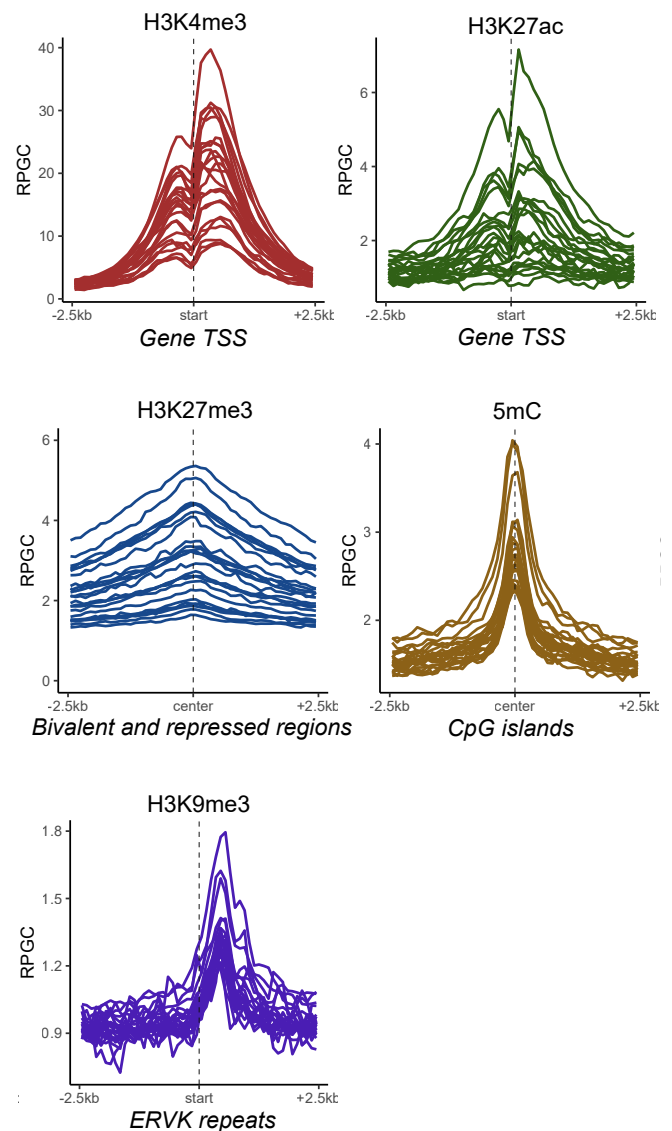 H3K4me3
RPGC
40
30
20
10
0
-2.5kb start +2.5kb
Gene TSS
H3K27ac
RPGC
6
4
2
-2.5kb start +2.5kb
Gene TSS
H3K27me3
RPGC
6
4
2
0
-2.5kb center +2.5kb
Bivalent and repressed regions
5mC
RPGC
4
3
2
-2.5kb center +2.5kb
CpG islands
H3K9me3
RPGC
1.8
1.5
1.2
0.9
-2.5kb start +2.5kb
ERVK repeats